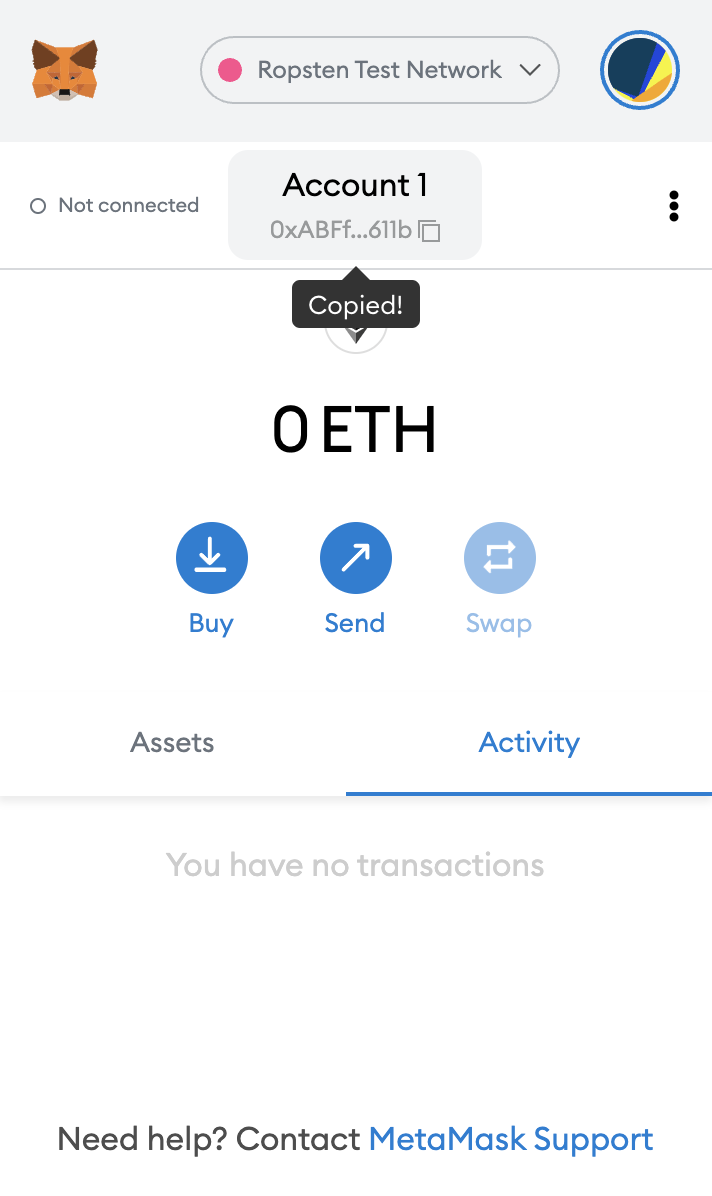 Ropsten Test Network
Not connected
Account 1
0xABFf...611b
Copied!
0 ETH
Buy
Send
Swap
Assets
Activity
You have no transactions
Need help? Contact MetaMask Support